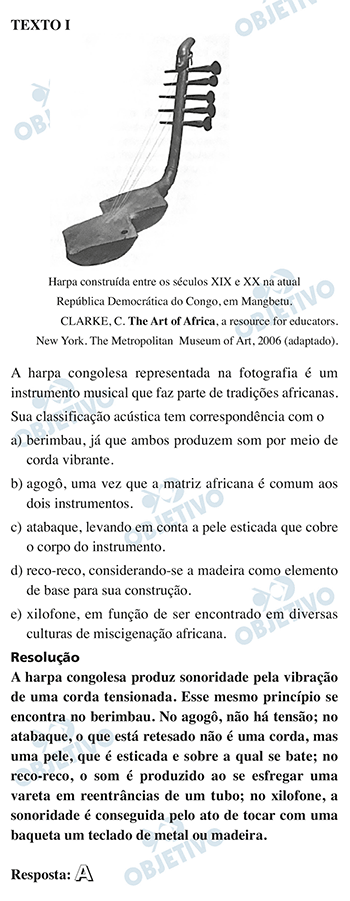 TEXTO I
Harpa construída entre os séculos XIX e XX na atual
República Democrática do Congo, em Mangbetu.
CLARKE, C. The Art of Africa, a resource for educators.
New York. The Metropolitan Museum of Art, 2006 (adaptado).
A harpa congolesa representada na fotografia é um
instrumento musical que faz parte de tradições africanas.
Sua classificação acústica tem correspondência com o
a) berimbau, já que ambos produzem som por meio de
corda vibrante.
b) agogô, uma vez que a matriz africana é comum aos
dois instrumentos.
c) atabaque, levando em conta a pele esticada que cobre
o corpo do instrumento.
d) reco-reco, considerando-se a madeira como elemento
de base para sua construção.
e) xilofone, em função de ser encontrado em diversas
culturas de miscigenação africana.
Resolução
A harpa congolesa produz sonoridade pela vibração
de uma corda tensionada. Esse mesmo princípio se
encontra no berimbau. No agogô, não há tensão; no
atabaque, o que está retesado não é uma corda, mas
uma pele, que é esticada e sobre a qual se bate; no
reco-reco, o som é produzido ao se esfregar uma
vareta em reentrâncias de um tubo; no xilofone, a
sonoridade é conseguida pelo ato de tocar com uma
baqueta um teclado de metal ou madeira.
Resposta: A
OBJETIVO
OBJETIVO
OBJETIVO
OBJETIVO
OBJETIVO
OBJETIVO